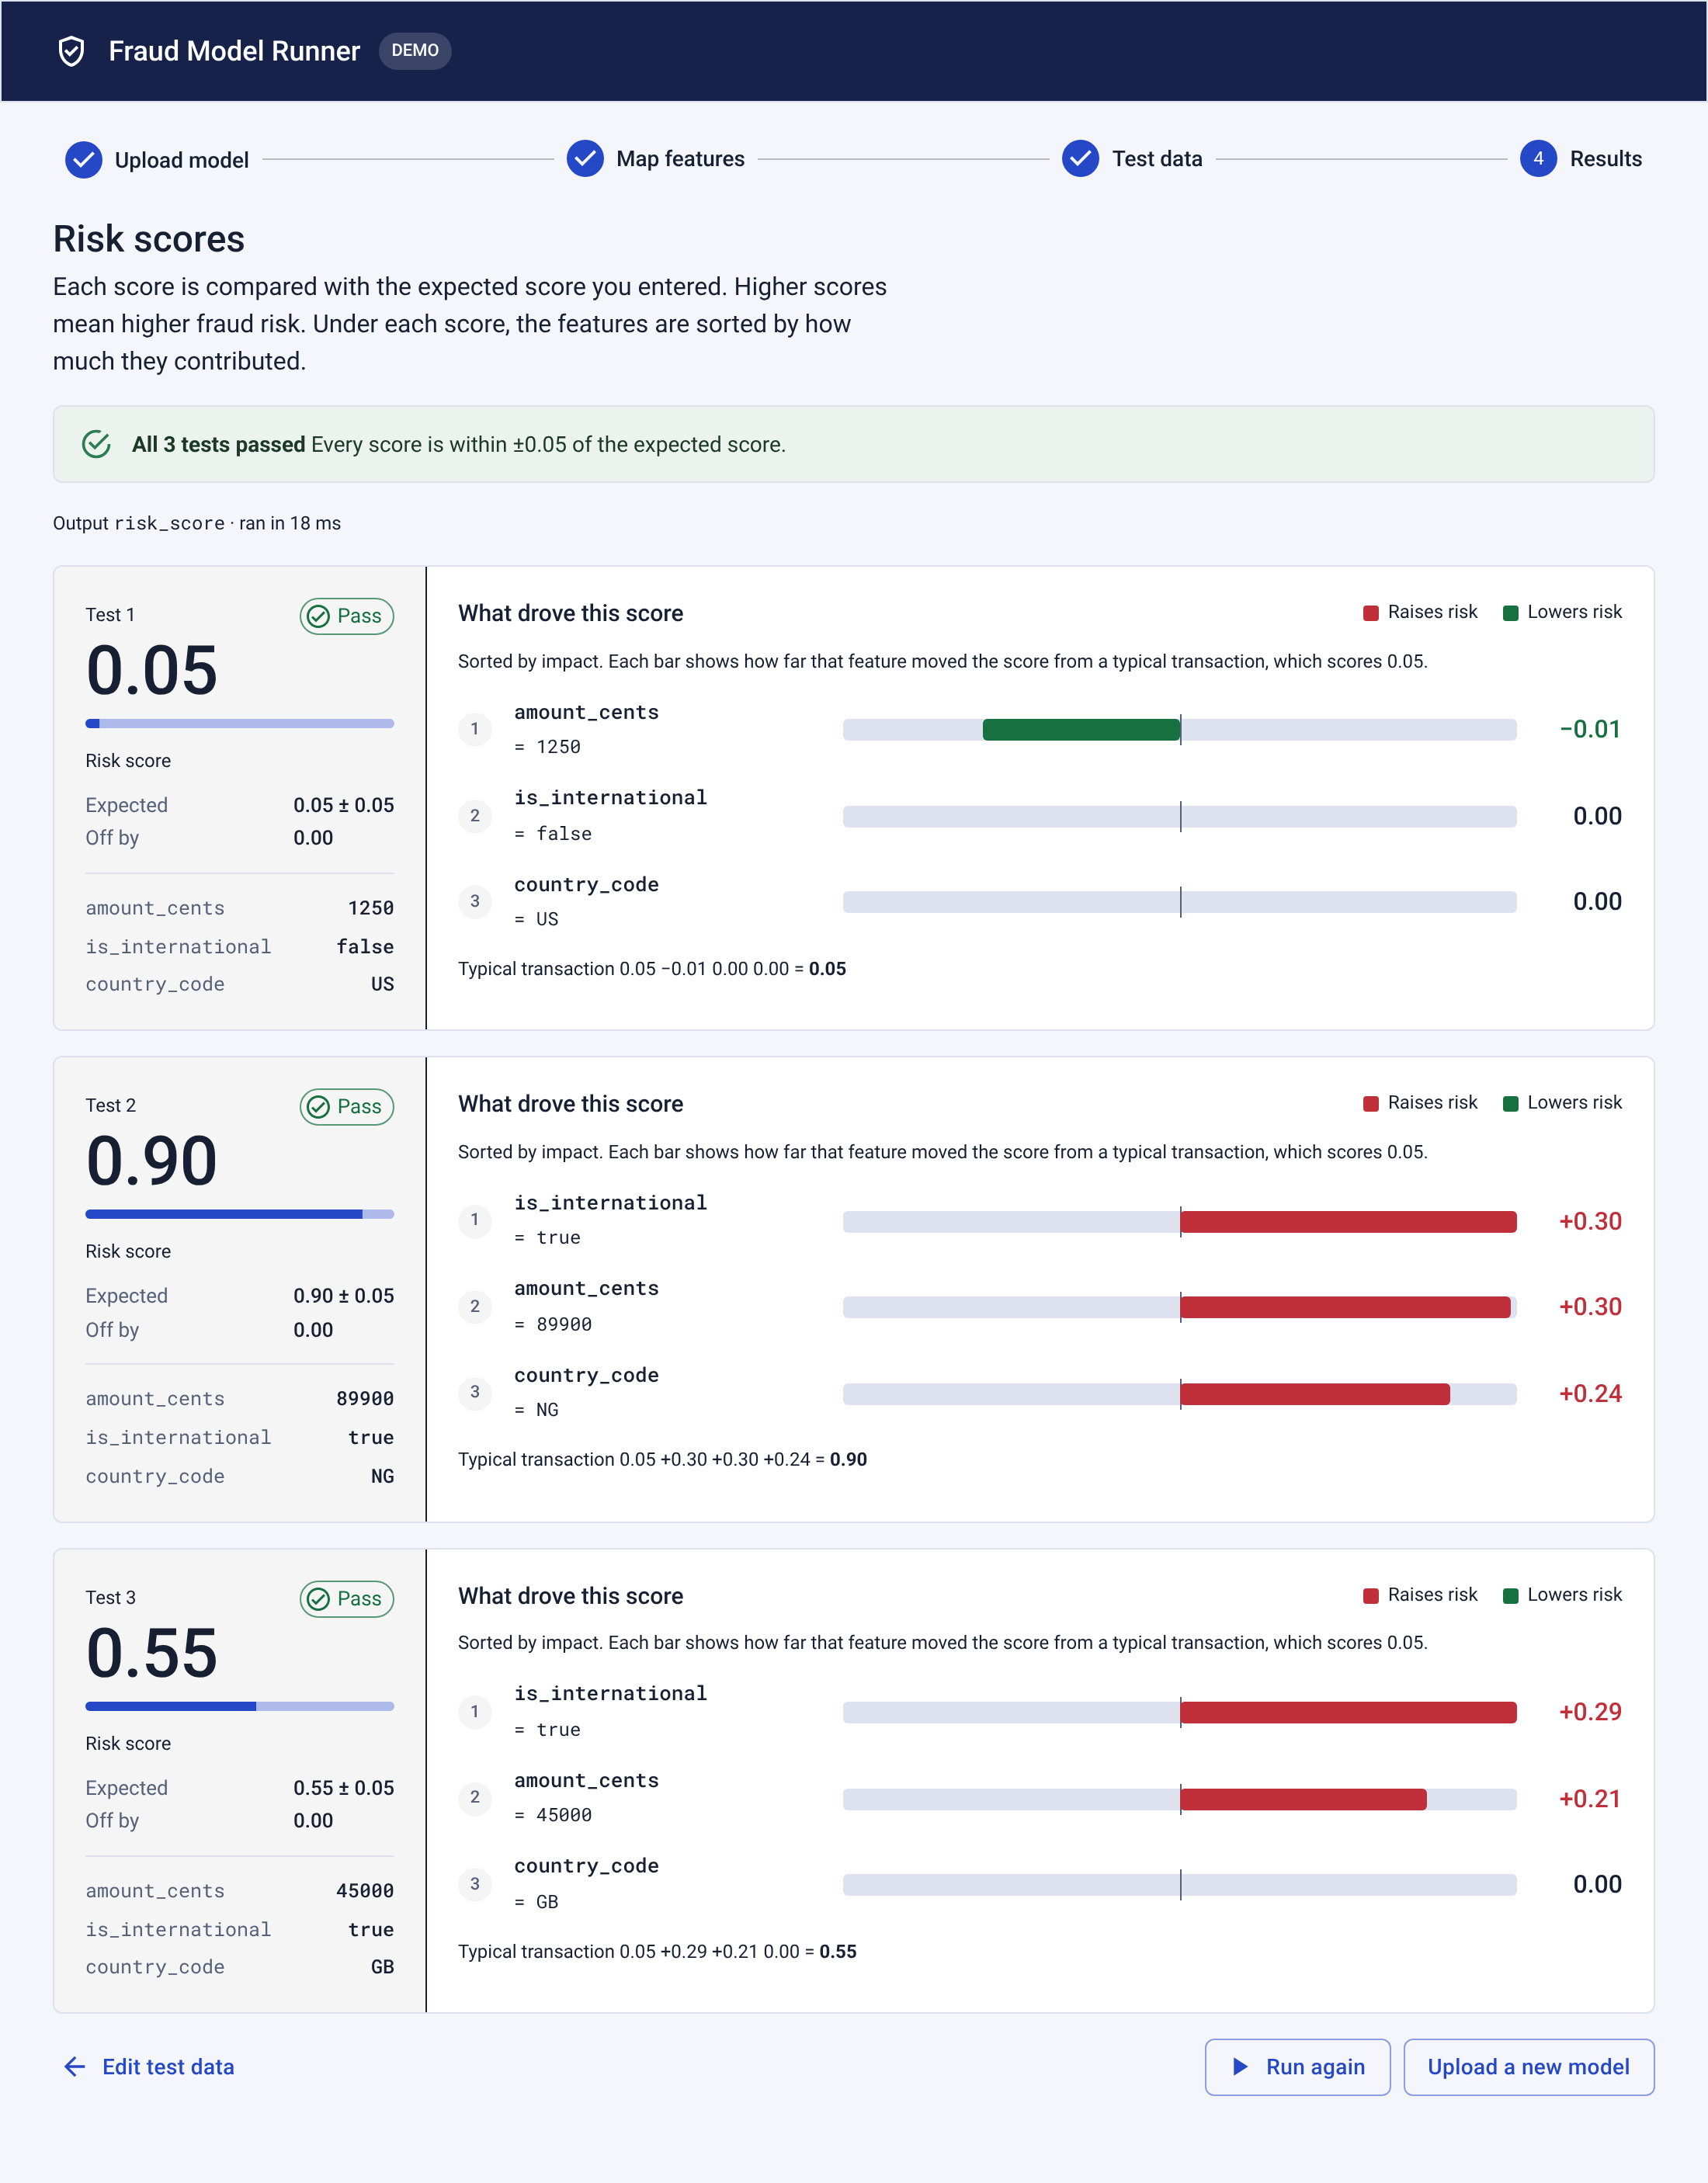 Fraud Model Runner DEMO
Upload model Map features Test data 4 Results
Risk scores
Each score is compared with the expected score you entered. Higher scores
mean higher fraud risk. Under each score, the features are sorted by how
much they contributed.
All 3 tests passed Every score is within ±0.05 of the expected score.
Output risk_score · ran in 18 ms
Test 1 Pass
0.05
Risk score
Expected 0.05 ± 0.05
Off by 0.00
amount_cents 1250
is_international false
country_code US
What drove this score Raises risk Lowers risk
Sorted by impact. Each bar shows how far that feature moved the score from a typical transaction, which scores 0.05.
1 amount_cents −0.01
= 1250
2 is_international 0.00
= false
3 country_code 0.00
= US
Typical transaction 0.05 −0.01 0.00 0.00 = 0.05
Test 2 Pass
0.90
Risk score
Expected 0.90 ± 0.05
Off by 0.00
amount_cents 89900
is_international true
country_code NG
What drove this score Raises risk Lowers risk
Sorted by impact. Each bar shows how far that feature moved the score from a typical transaction, which scores 0.05.
1 is_international +0.30
= true
2 amount_cents +0.30
= 89900
3 country_code +0.24
= NG
Typical transaction 0.05 +0.30 +0.30 +0.24 = 0.90
Test 3 Pass
0.55
Risk score
Expected 0.55 ± 0.05
Off by 0.00
amount_cents 45000
is_international true
country_code GB
What drove this score Raises risk Lowers risk
Sorted by impact. Each bar shows how far that feature moved the score from a typical transaction, which scores 0.05.
1 is_international +0.29
= true
2 amount_cents +0.21
= 45000
3 country_code 0.00
= GB
Typical transaction 0.05 +0.29 +0.21 0.00 = 0.55
Edit test data Run again Upload a new model